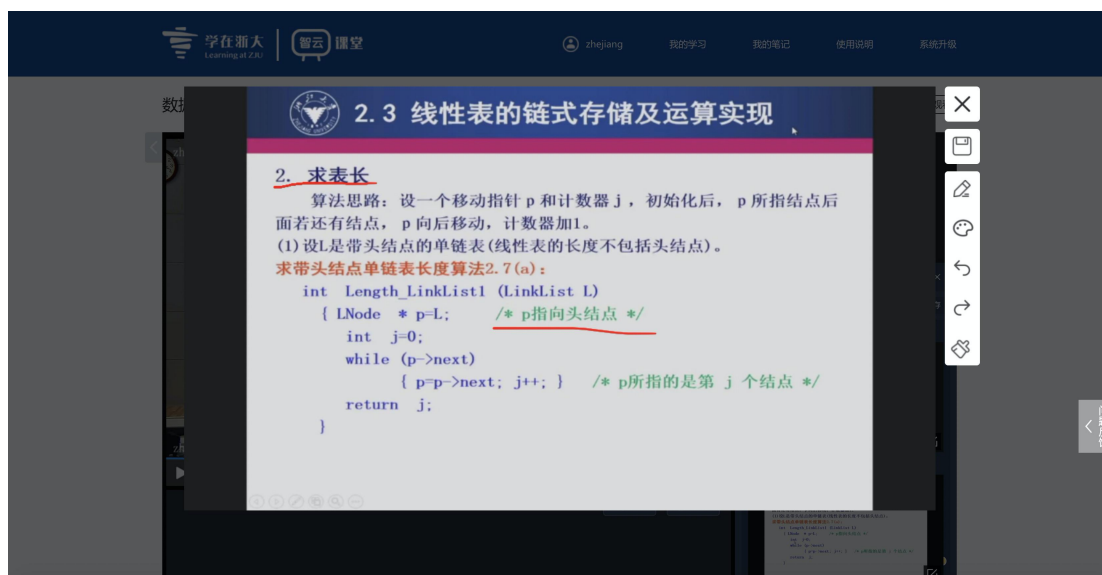 学在浙大
Learning at ZJU
智云 课堂
zhejiang
我的学习
我的笔记
使用说明
系统升级
2.3 线性表的链式存储及运算实现
2. 求表长
算法思路：设一个移动指针p和计数器j，初始化后，p所指结点后
面若还有结点，p向后移动，计数器加1。
(1)设L是带头结点的单链表(线性表的长度不包括头结点)。
求带头结点单链表长度算法2.7(a)：
int Length_LinkList1 (LinkList L)
{ LNode * p=L; /* p指向头结点 */
int j=0;
while (p->next)
{ p=p->next; j++; } /* p所指的是第 j 个结点 */
return j;
}